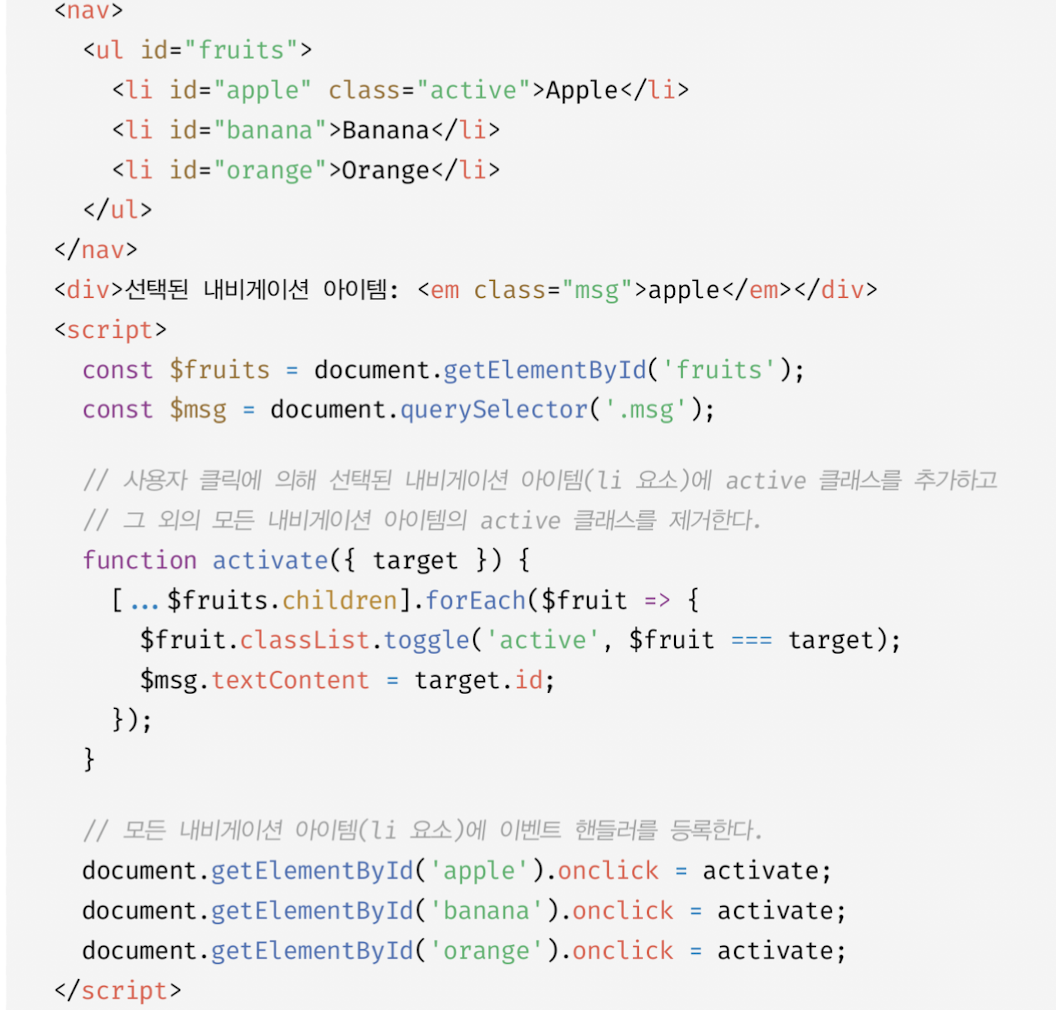 <nav>
<ul id="fruits">
<li id="apple" class="active">Apple</li>
<li id="banana">Banana</li>
<li id="orange">Orange</li>
</ul>
</nav>
<div>선택된 내비게이션 아이템: <em class="msg">apple</em></div>
<script>
const $fruits = document.getElementById('fruits');
const $msg = document.querySelector('.msg');
// 사용자 클릭에 의해 선택된 내비게이션 아이템(li 요소)에 active 클래스를 추가하고
// 그 외의 모든 내비게이션 아이템의 active 클래스를 제거한다.
function activate({ target }) {
[...$fruits.children].forEach($fruit => {
$fruit.classList.toggle('active', $fruit === target);
$msg.textContent = target.id;
});
}
// 모든 내비게이션 아이템(li 요소)에 이벤트 핸들러를 등록한다.
document.getElementById('apple').onclick = activate;
document.getElementById('banana').onclick = activate;
document.getElementById('orange').onclick = activate;
</script>